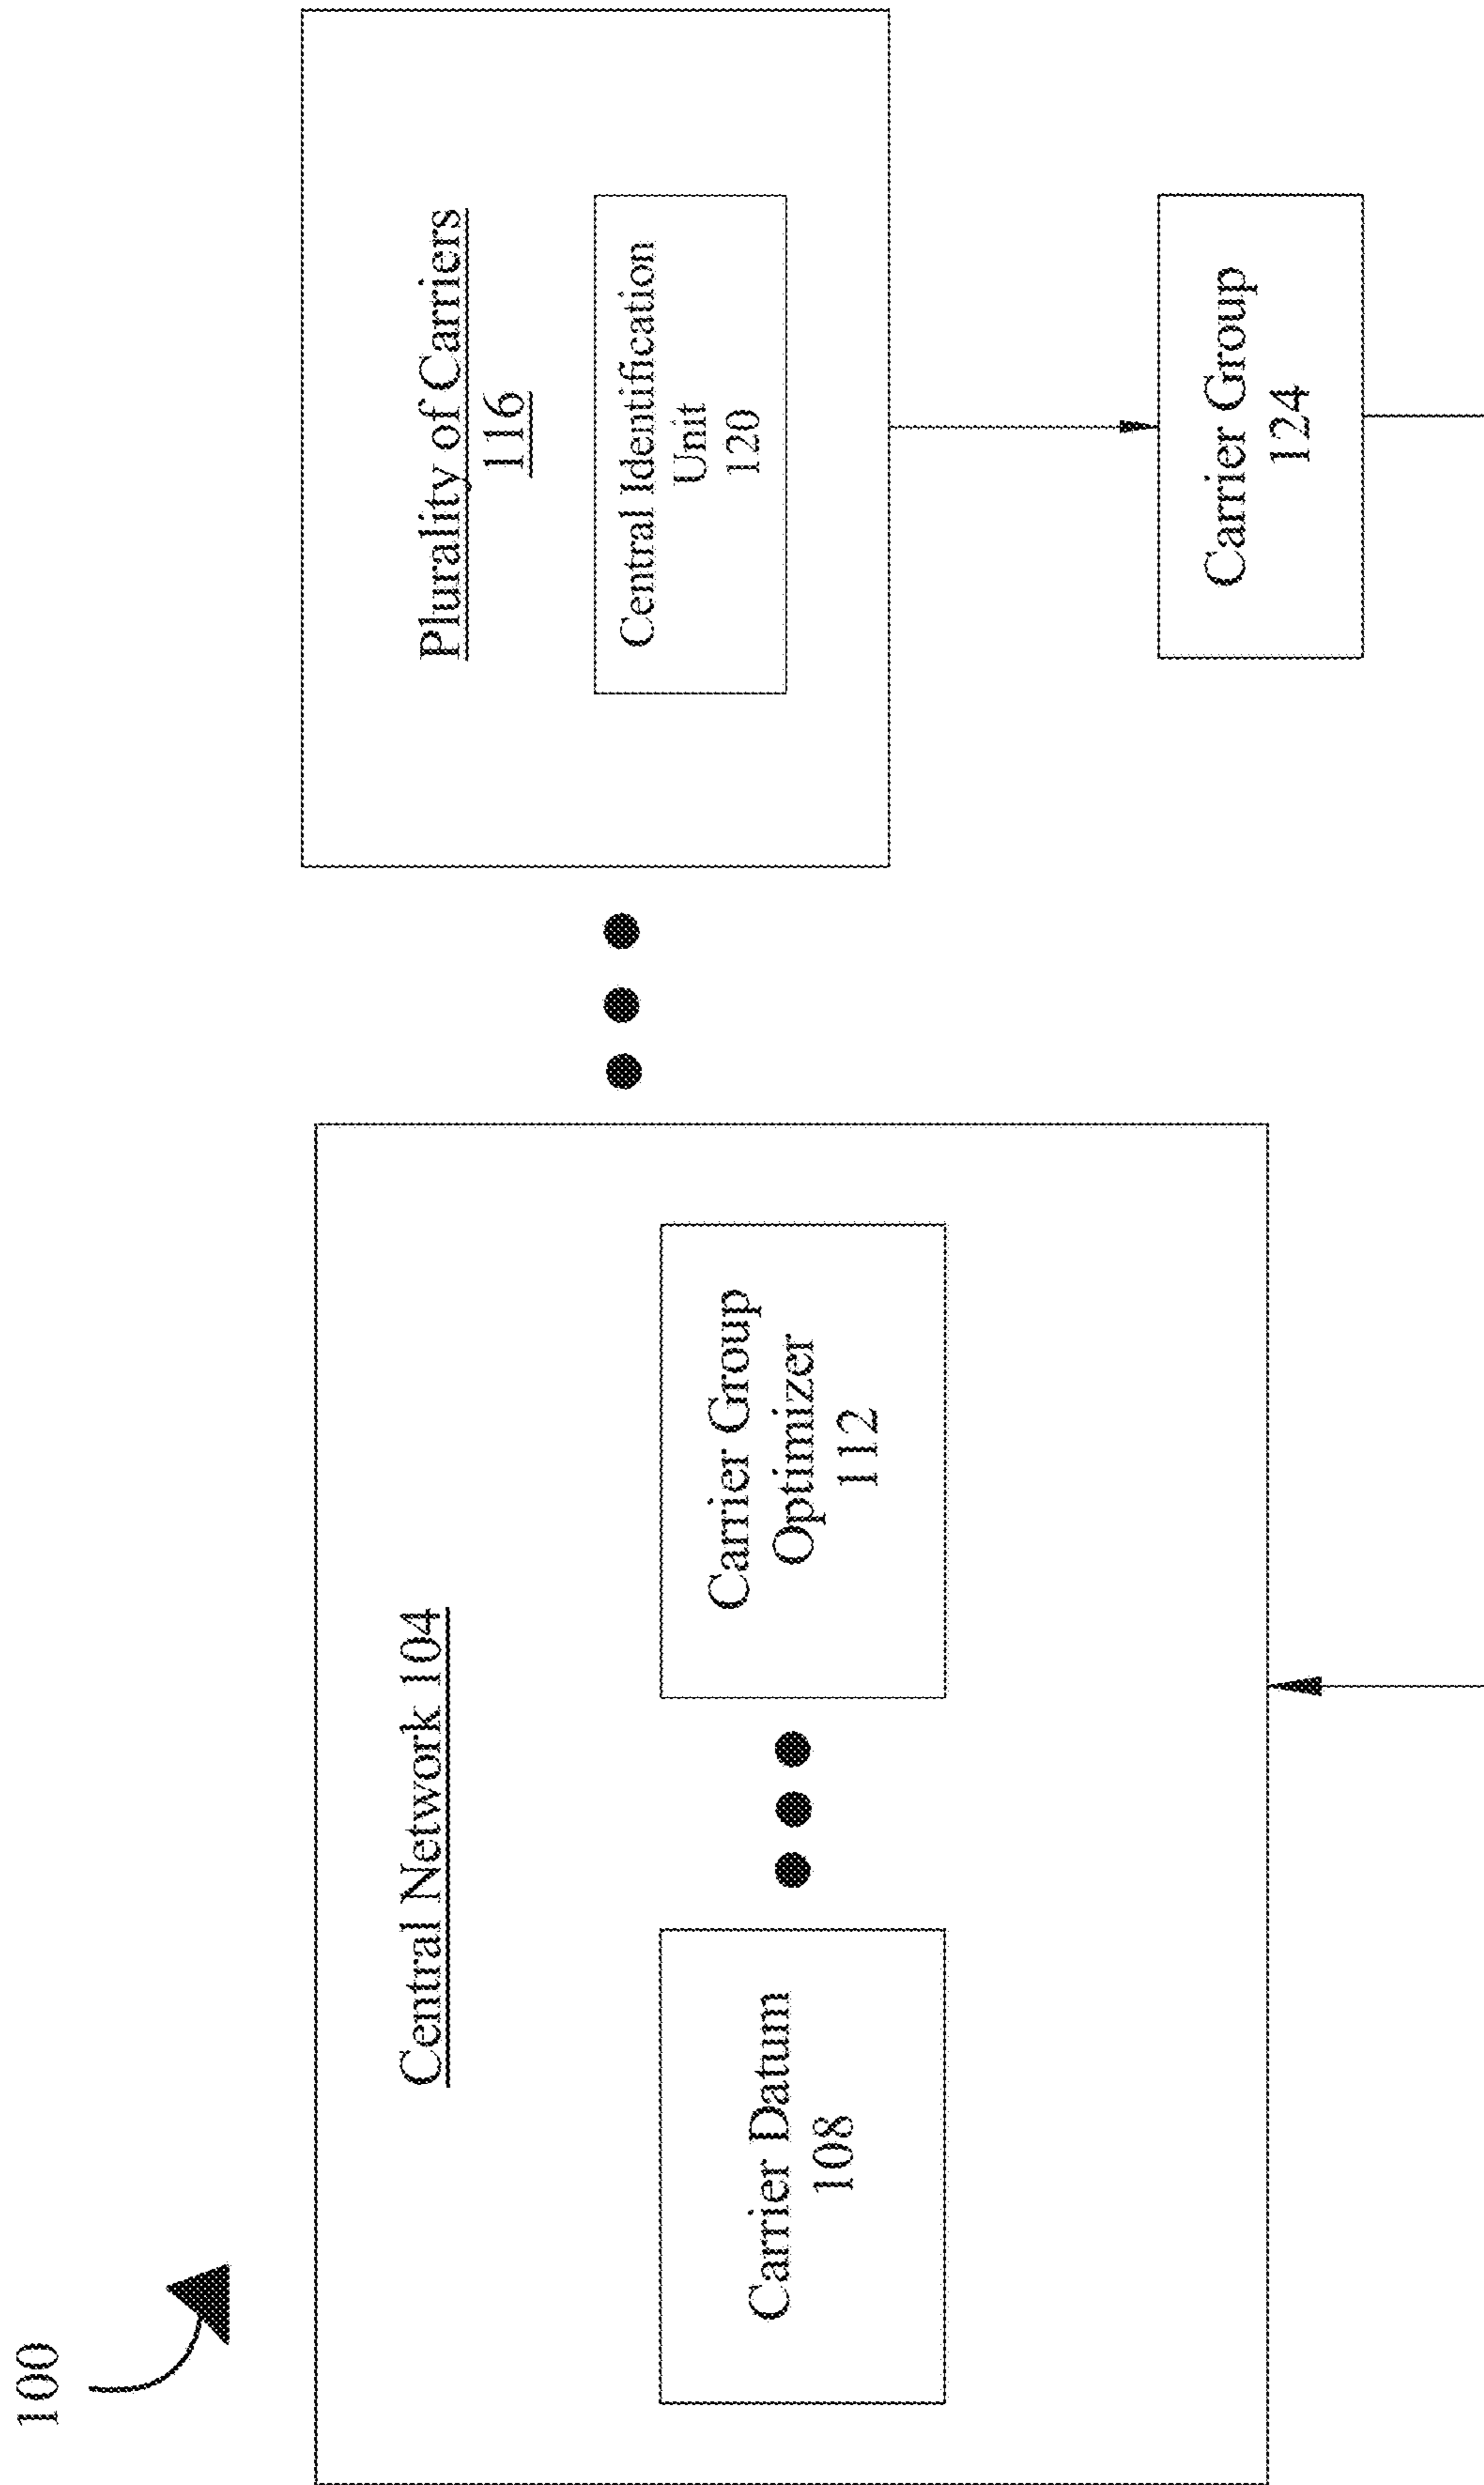 100
Central Network 104
Carrier Datum
108
Carrier Group
Optimizer
112
Plurality of Carriers
116
Central Identification
Unit
120
Carrier Group
124